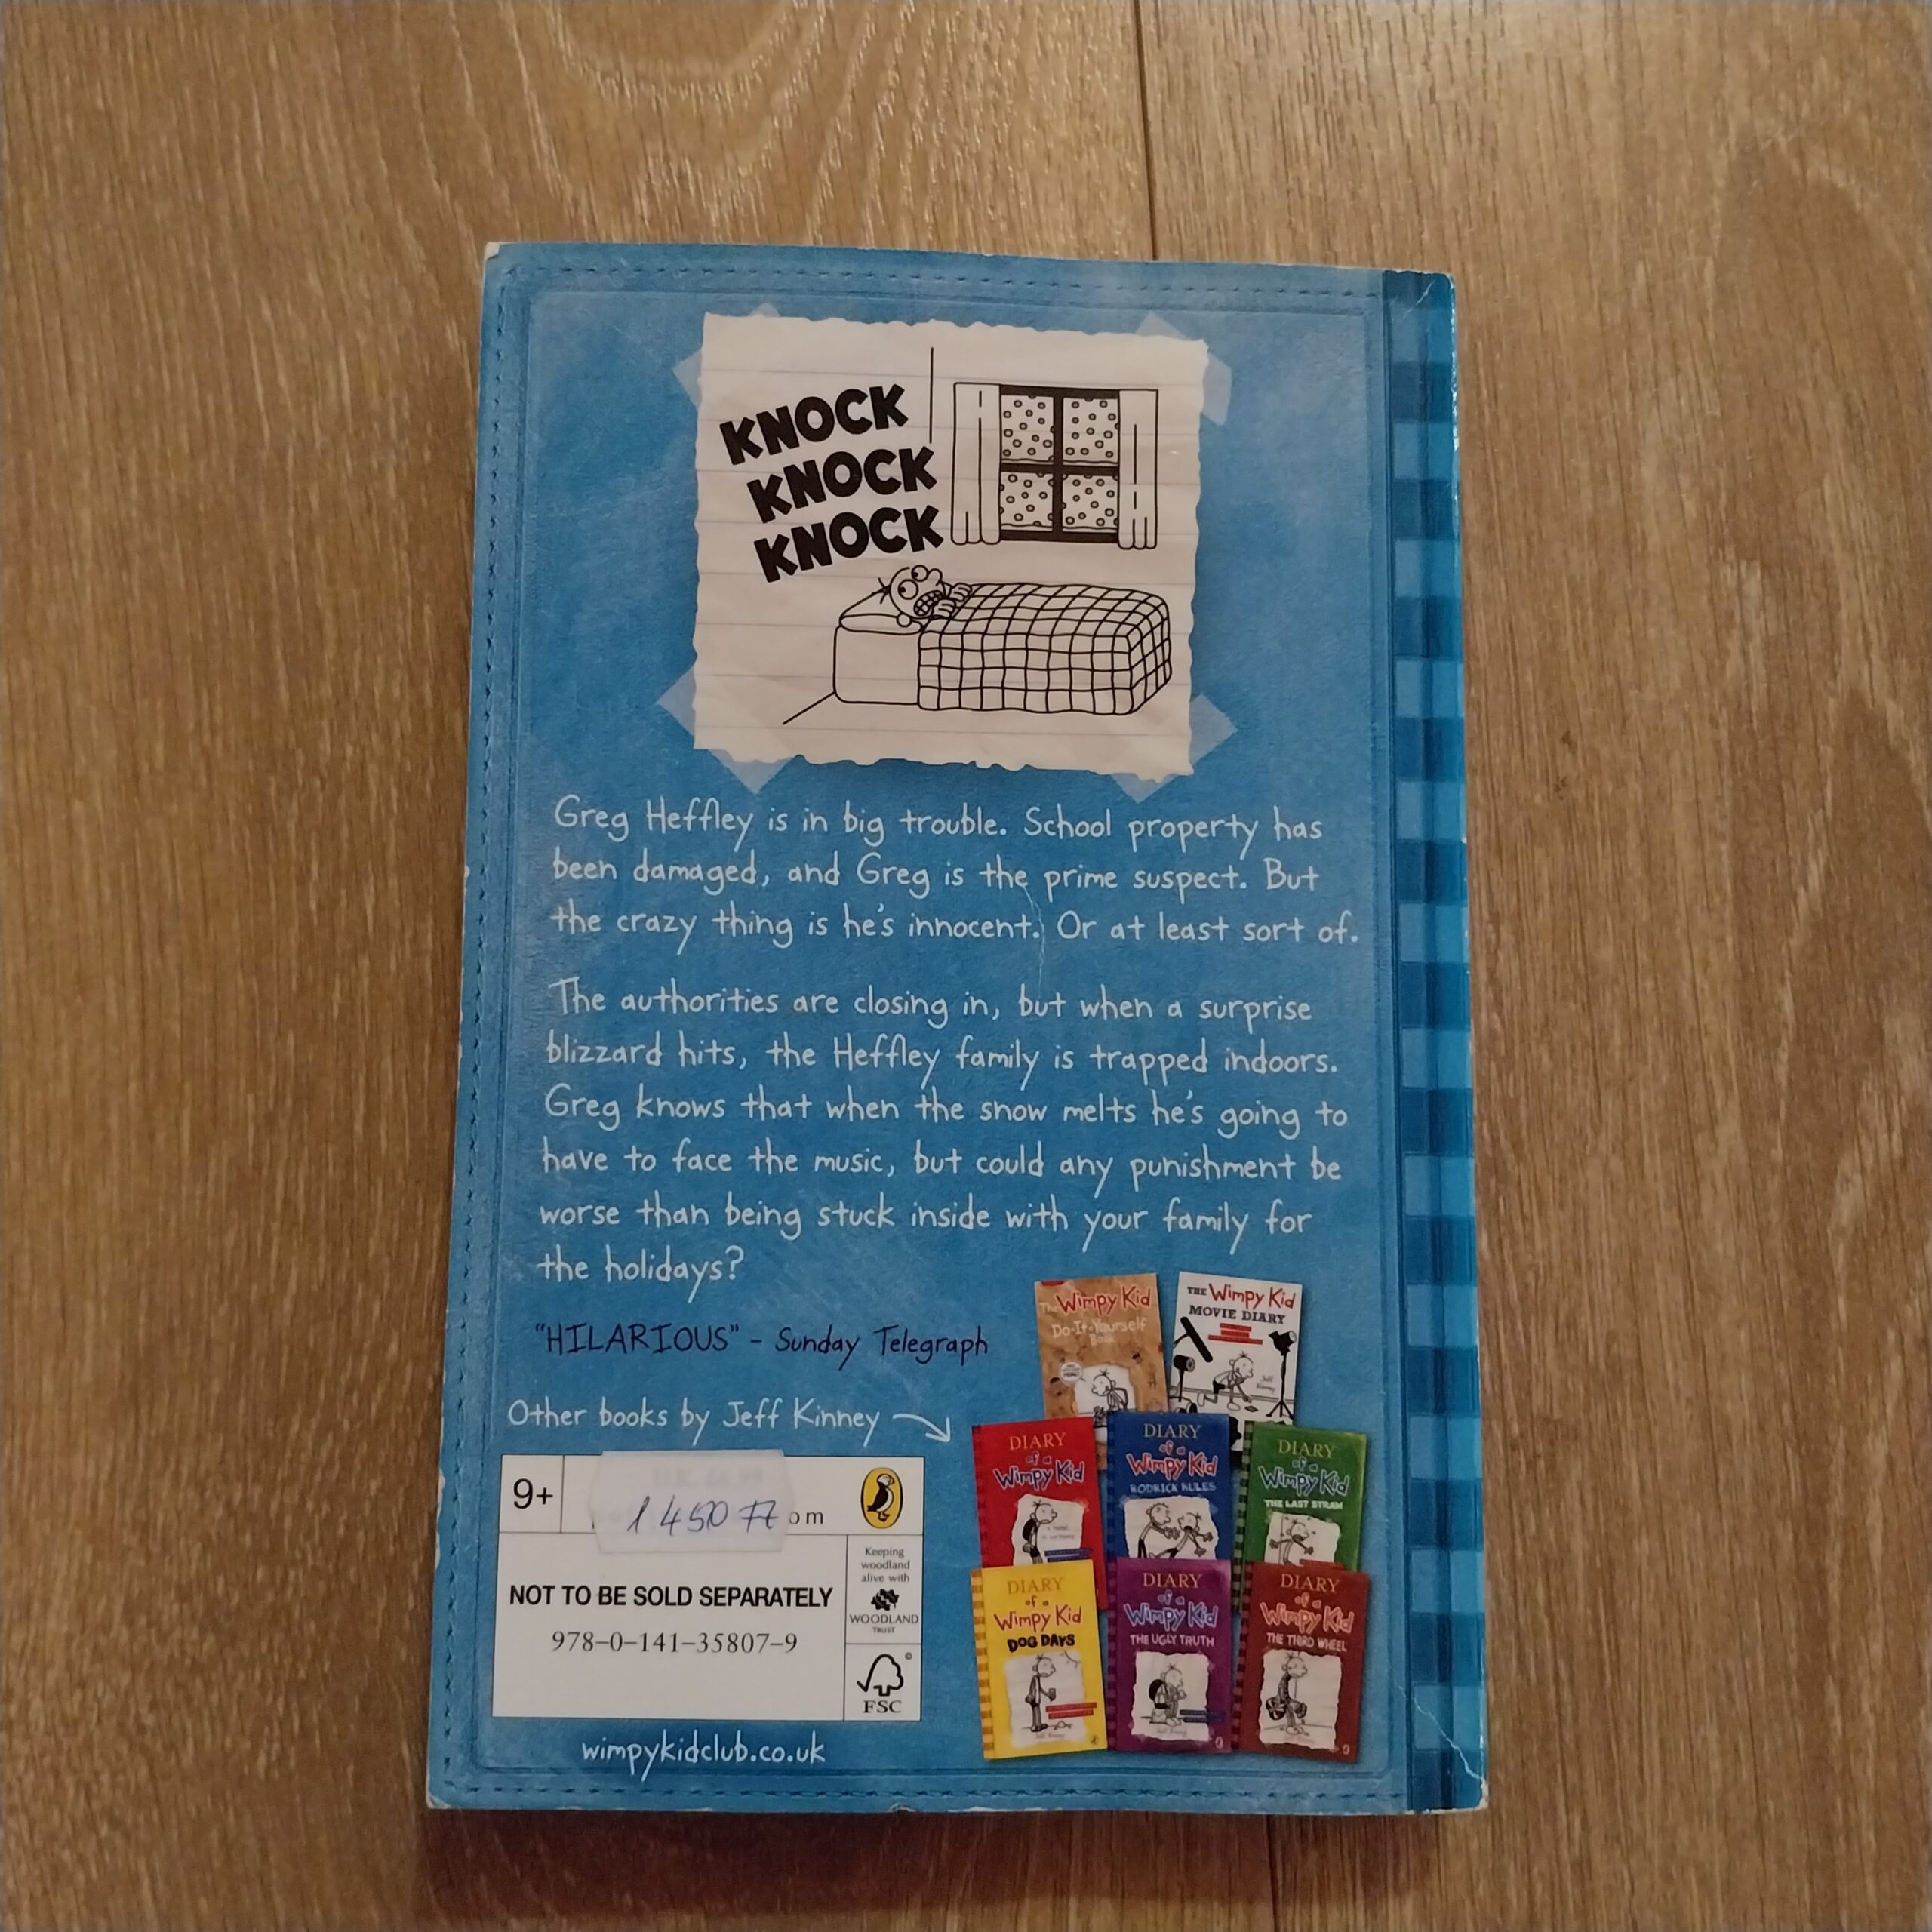 KNOCK
KNOCK
KNOCK
Greg Heffley is in big trouble. School property has
been damaged, and Greg is the prime suspect. But
the crazy thing is he's innocent. Or at least sort of.
The authorities are closing in, but when a surprise
blizzard hits, the Heffley family is trapped indoors.
Greg knows that when the snow melts he's going to
have to face the music, but could any punishment be
worse than being stuck inside with your family for
the holidays?
"HILARIOUS" - Sunday Telegraph
Other books by Jeff Kinney
The Wimpy Kid
Do-It-Yourself
Book
THE Wimpy Kid
MOVIE DIARY
Jeff
Kinney
DIARY
of a
Wimpy Kid
DIARY
of a
Wimpy Kid
RODRICK RULES
DIARY
of a
Wimpy Kid
THE LAST STRAW
DIARY
of a
Wimpy Kid
DOG DAYS
DIARY
of a
Wimpy Kid
THE UGLY TRUTH
DIARY
of a
Wimpy Kid
THE THIRD WHEEL
9+
1450 Ft
om
NOT TO BE SOLD SEPARATELY
978-0-141-35807-9
Keeping
woodland
alive with
WOODLAND
TRUST
FSC
wimpykidclub.co.uk